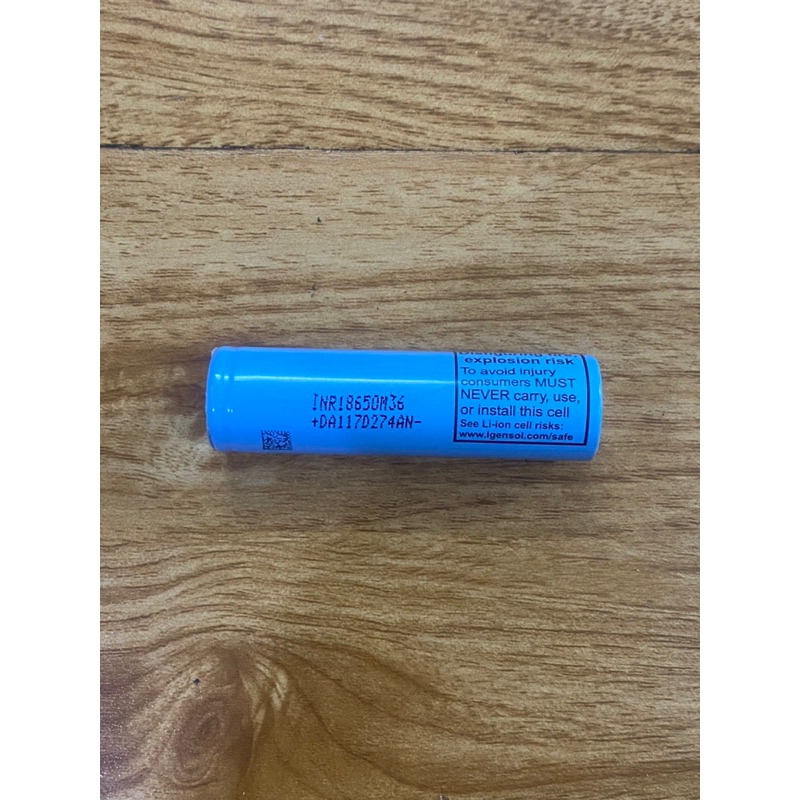 INR18650M36
+DA117D274AN-
explosion risk
To avoid injury
consumers MUST
NEVER carry, use,
or install this cell
See Li-ion cell risks:
www.lgensol.com/safe